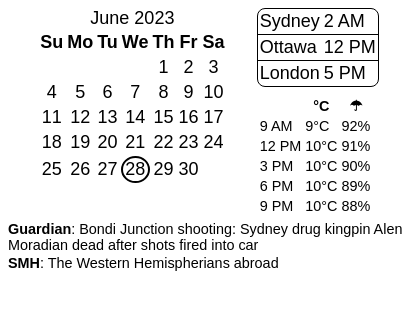 June 2023
Su Mo Tu We Th Fr Sa
1 2 3
4 5 6 7 8 9 10
11 12 13 14 15 16 17
18 19 20 21 22 23 24
25 26 27 28 29 30
Sydney 2 AM
Ottawa 12 PM
London 5 PM
°C ☂
9 AM 9°C 92%
12 PM 10°C 91%
3 PM 10°C 90%
6 PM 10°C 89%
9 PM 10°C 88%
Guardian: Bondi Junction shooting: Sydney drug kingpin Alen
Moradian dead after shots fired into car
SMH: The Western Hemispherians abroad